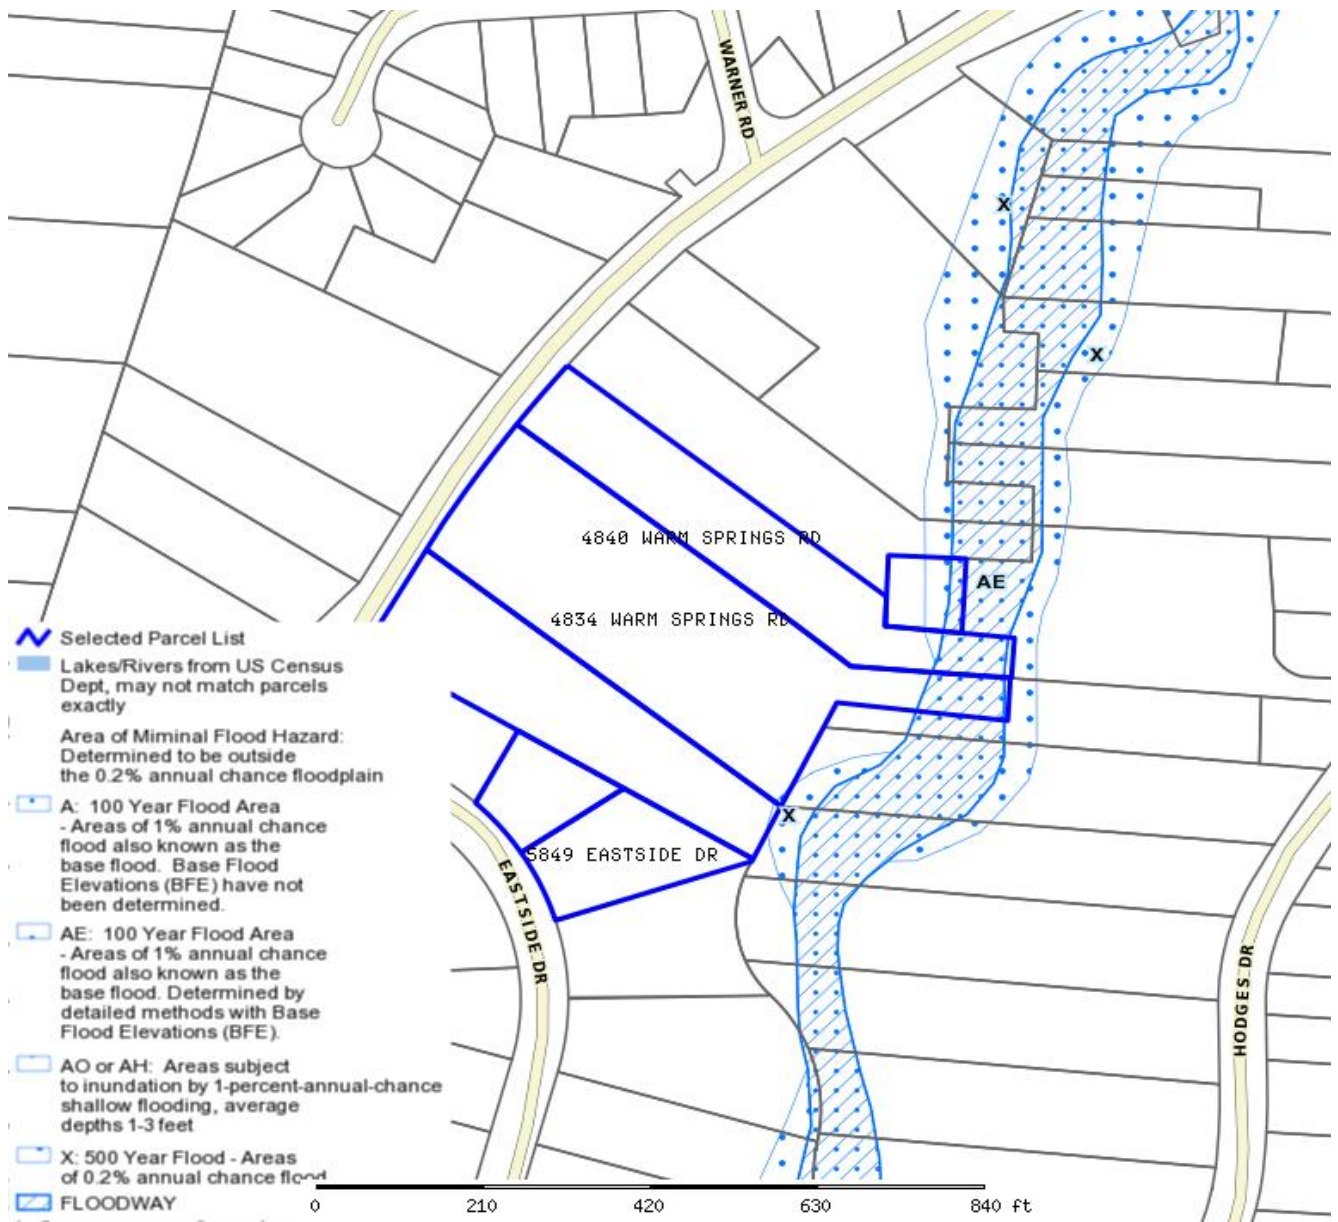 WARNER RD
X
X
4840 WARM SPRINGS RD
AE
4834 WARM SPRINGS RD
X
5849 EASTSIDE DR
EASTSIDE DR
HODGES DR
Selected Parcel List
Lakes/Rivers from US Census
Dept, may not match parcels
exactly
Area of Miminal Flood Hazard:
Determined to be outside
the 0.2% annual chance floodplain
A: 100 Year Flood Area
- Areas of 1% annual chance
flood also known as the
base flood. Base Flood
Elevations (BFE) have not
been determined.
AE: 100 Year Flood Area
- Areas of 1% annual chance
flood also known as the
base flood. Determined by
detailed methods with Base
Flood Elevations (BFE).
AO or AH: Areas subject
to inundation by 1-percent-annual-chance
shallow flooding, average
depths 1-3 feet
X: 500 Year Flood - Areas
of 0.2% annual chance flood
FLOODWAY
0 210 420 630 840 ft